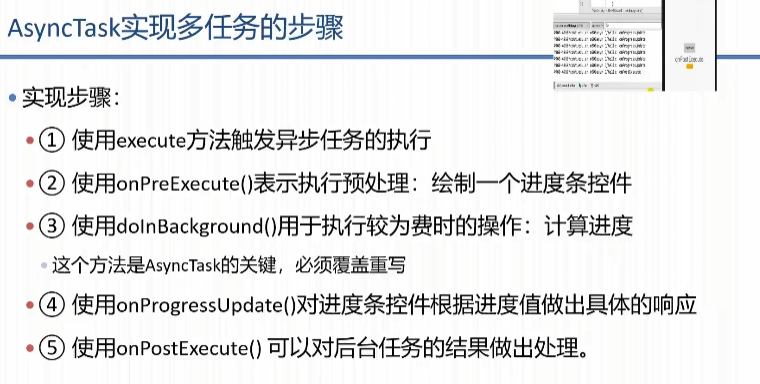 AsyncTask实现多任务的步骤
实现步骤：
① 使用execute方法触发异步任务的执行
② 使用onPreExecute()表示执行预处理：绘制一个进度条控件
③ 使用doInBackground()用于执行较为费时的操作：计算进度
这个方法是AsyncTask的关键，必须覆盖重写
④ 使用onProgressUpdate()对进度条控件根据进度值做出具体的响应
⑤ 使用onPostExecute() 可以对后台任务的结果做出处理。
onPostExecute